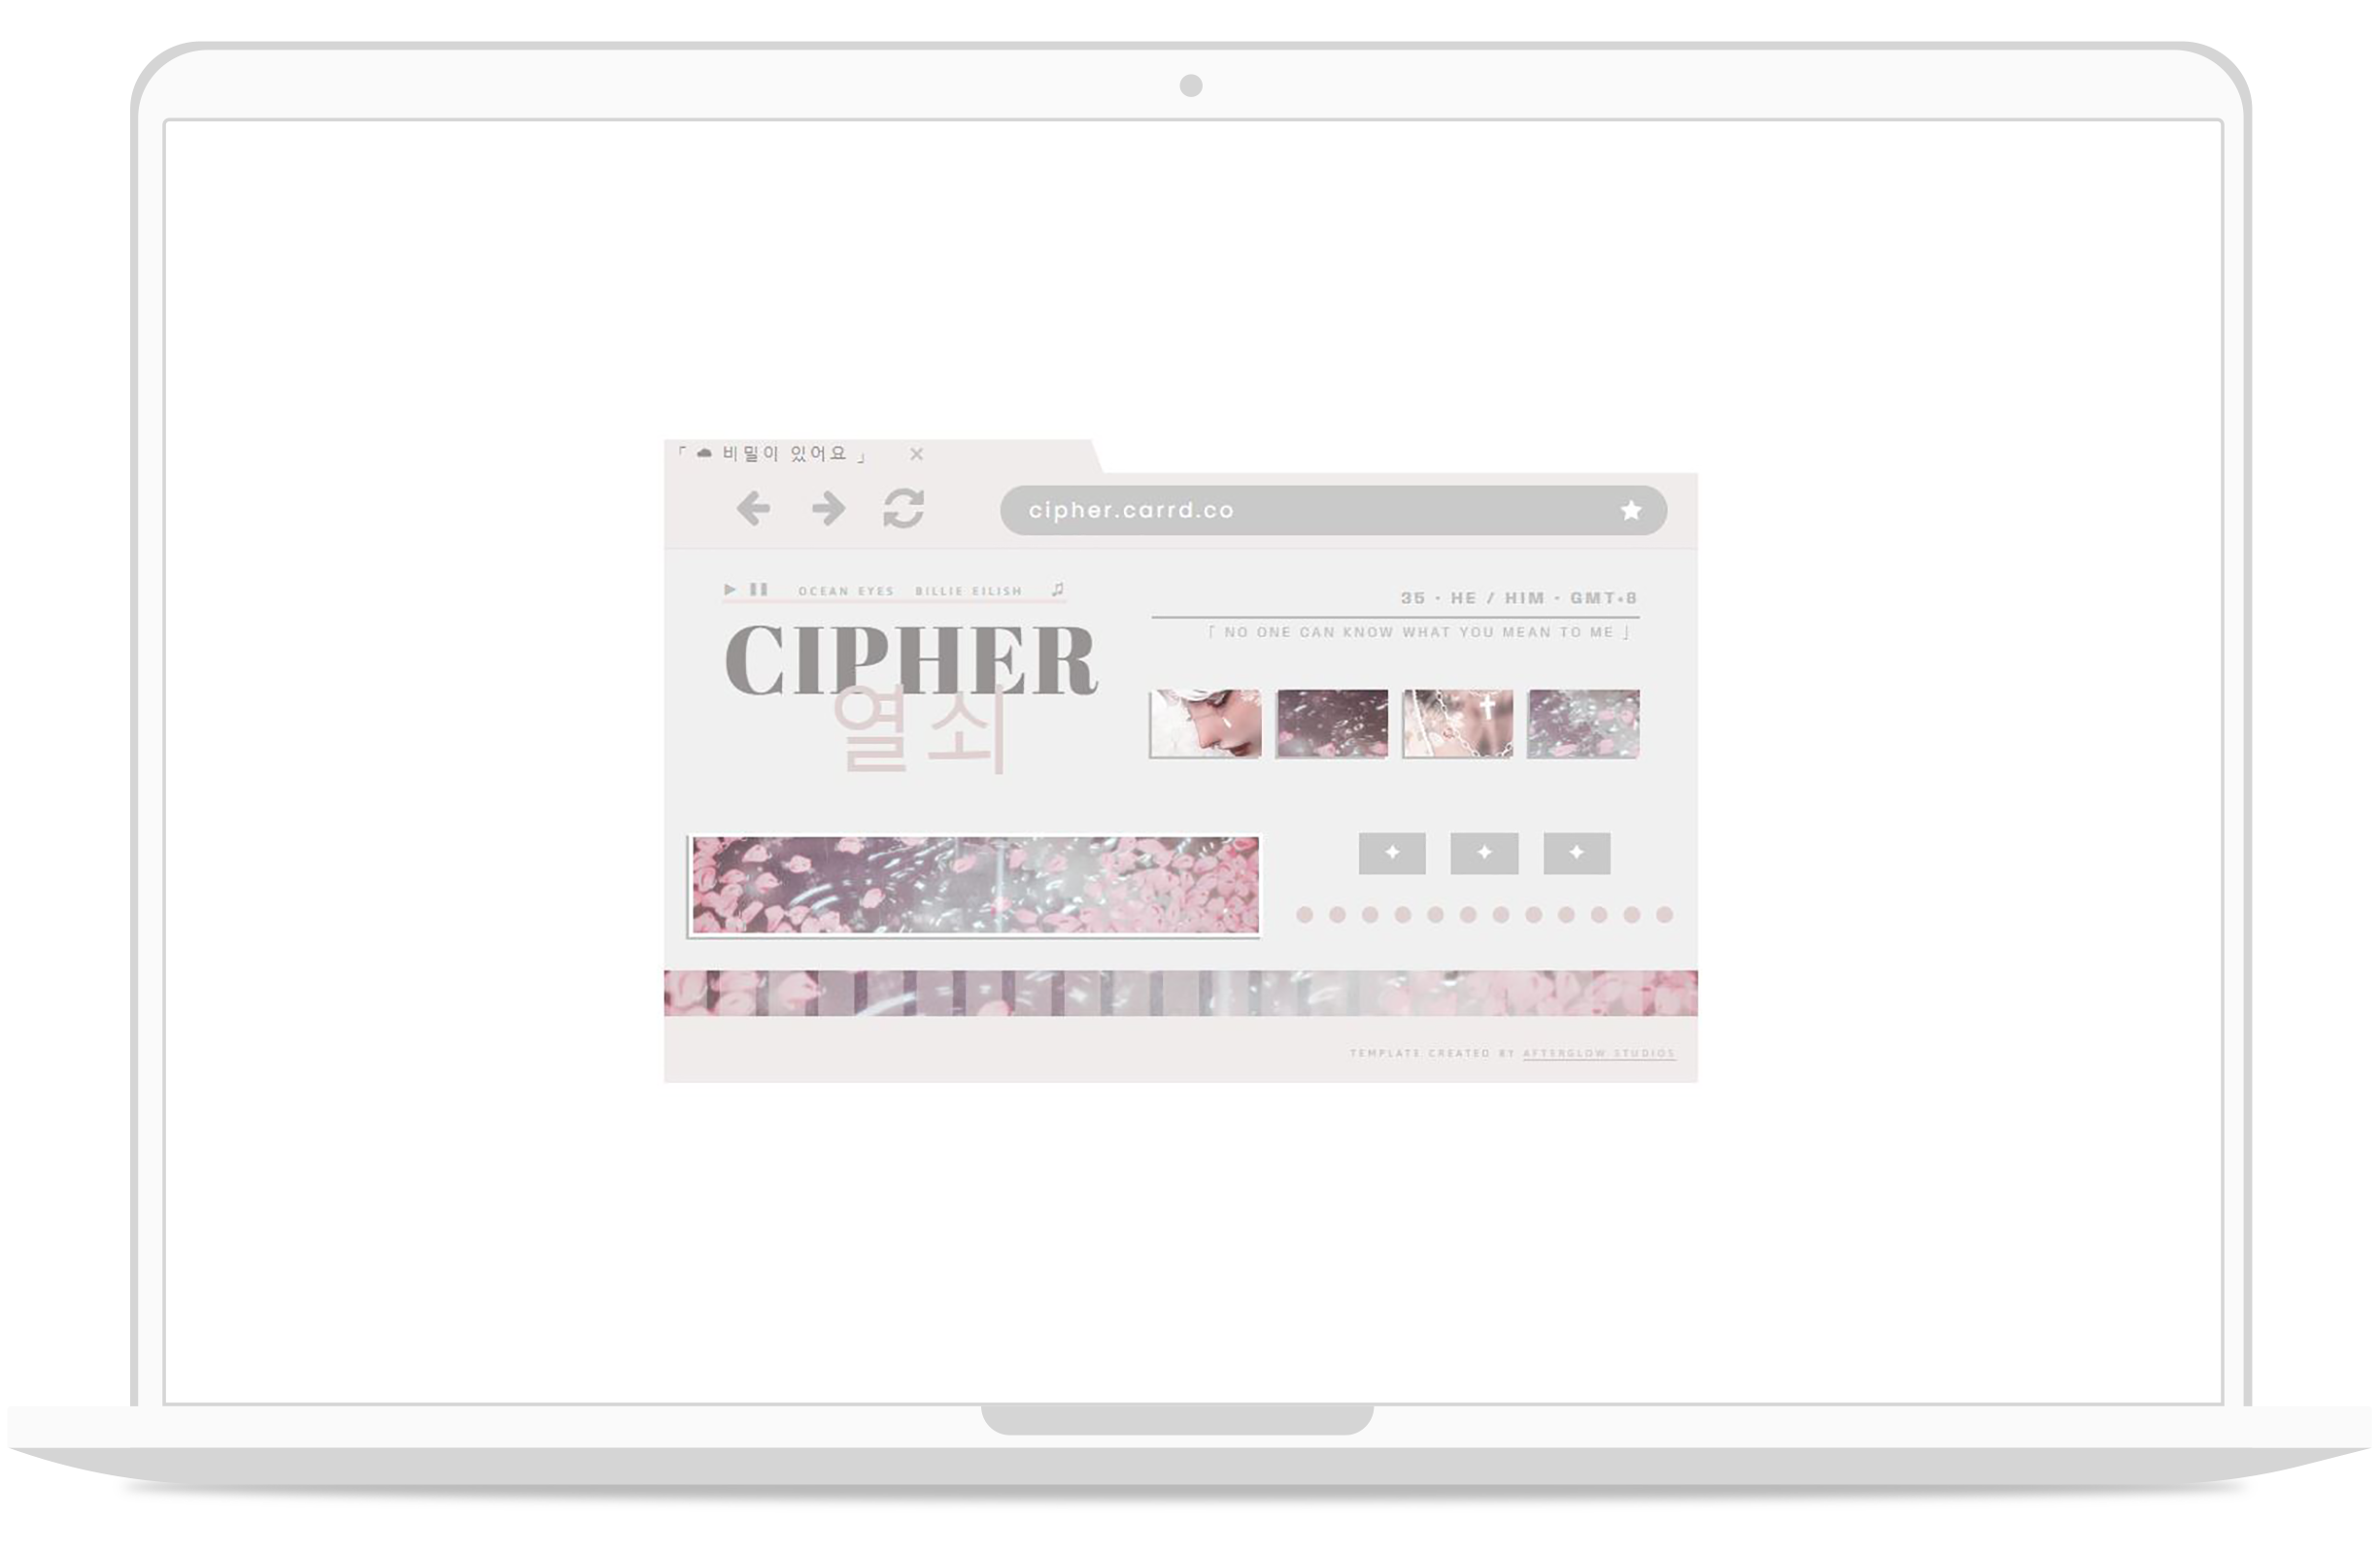 「 비밀이 있어요 」 ×
cipher.carrd.co
OCEAN EYES BILLIE EILISH
35 · HE / HIM · GMT+8
「 NO ONE CAN KNOW WHAT YOU MEAN TO ME 」
CIPHER
열쇠
TEMPLATE CREATED BY AFTERGLOW STUDIOS